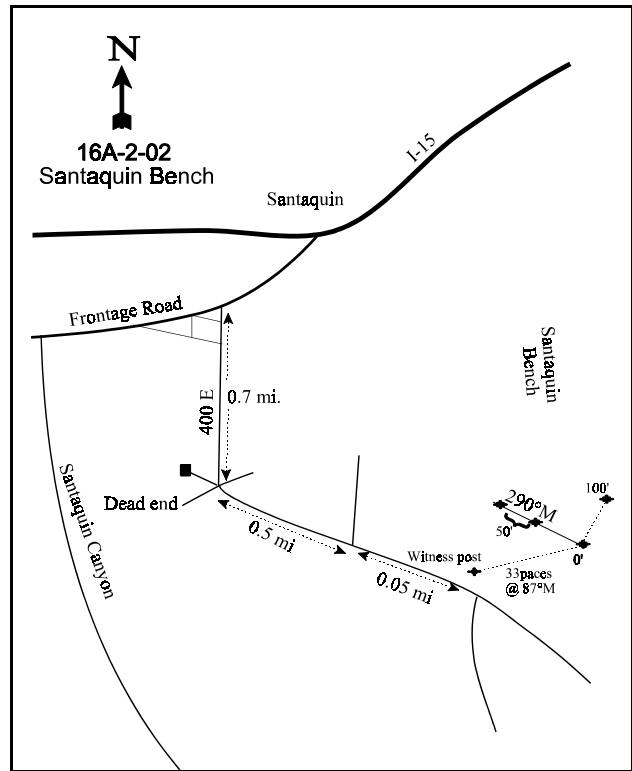 N
16A-2-02
Santaquin Bench
I-15
Santaquin
Frontage Road
Santaquin
Bench
400 E
0.7 mi.
Santaquin Canyon
Dead end
290°M
100'
50'
0'
0.5 mi
Witness post
33paces
@ 87°M
0.05 mi